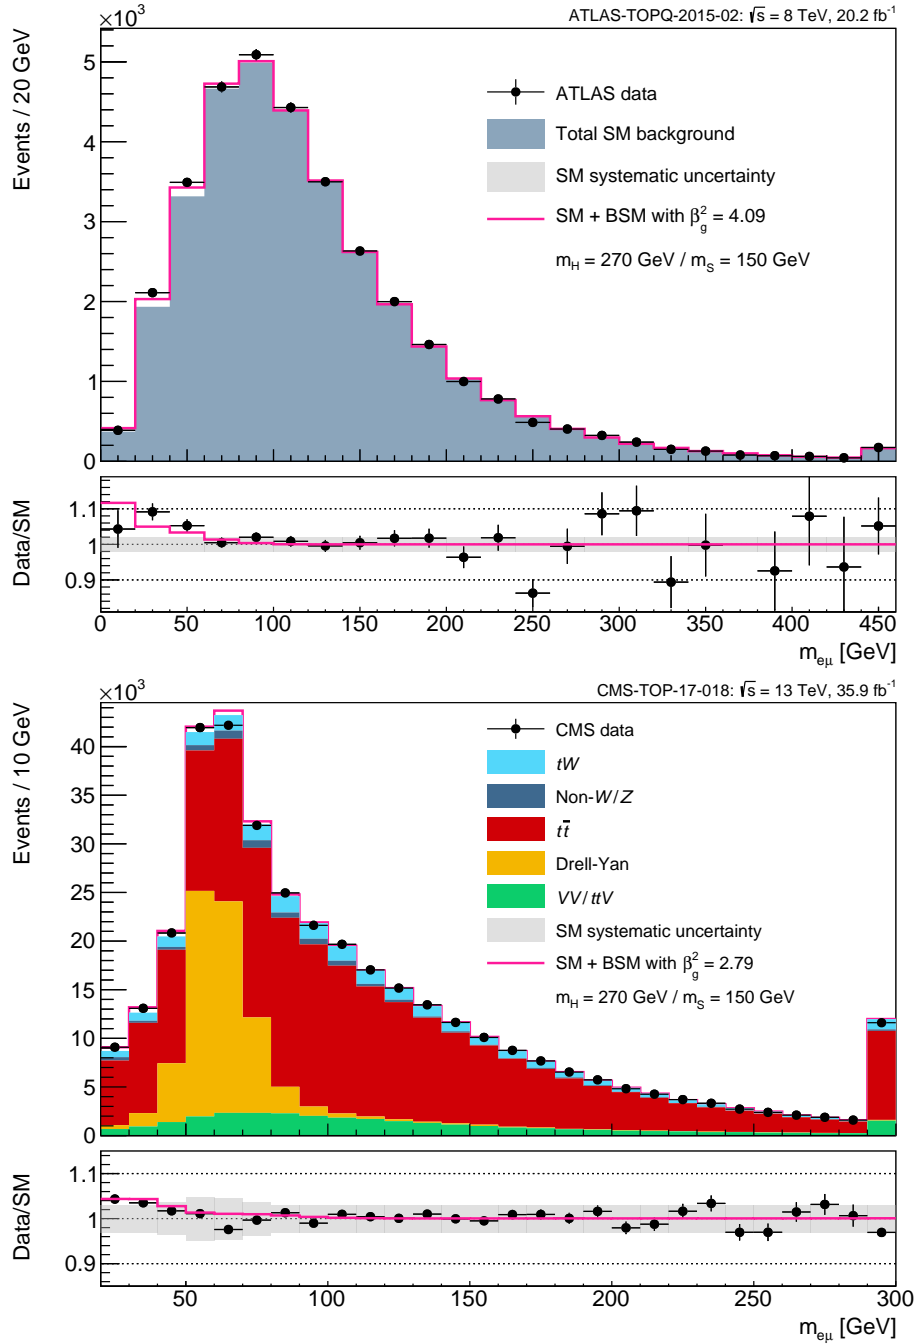 ×10³ ATLAS-TOPQ-2015-02: √s = 8 TeV, 20.2 fb⁻¹
Events / 20 GeV
5
4
3
2
1
0
ATLAS data
Total SM background
SM systematic uncertainty
SM + BSM with β²g = 4.09
mH = 270 GeV / mS = 150 GeV
Data/SM
1.1
1
0.9
0 50 100 150 200 250 300 350 400 450
meμ [GeV]
×10³ CMS-TOP-17-018: √s = 13 TeV, 35.9 fb⁻¹
Events / 10 GeV
40
35
30
25
20
15
10
5
0
CMS data
tW
Non-W/Z
tt̄
Drell-Yan
VV/ttV
SM systematic uncertainty
SM + BSM with β²g = 2.79
mH = 270 GeV / mS = 150 GeV
Data/SM
1.1
1
0.9
50 100 150 200 250 300
meμ [GeV]